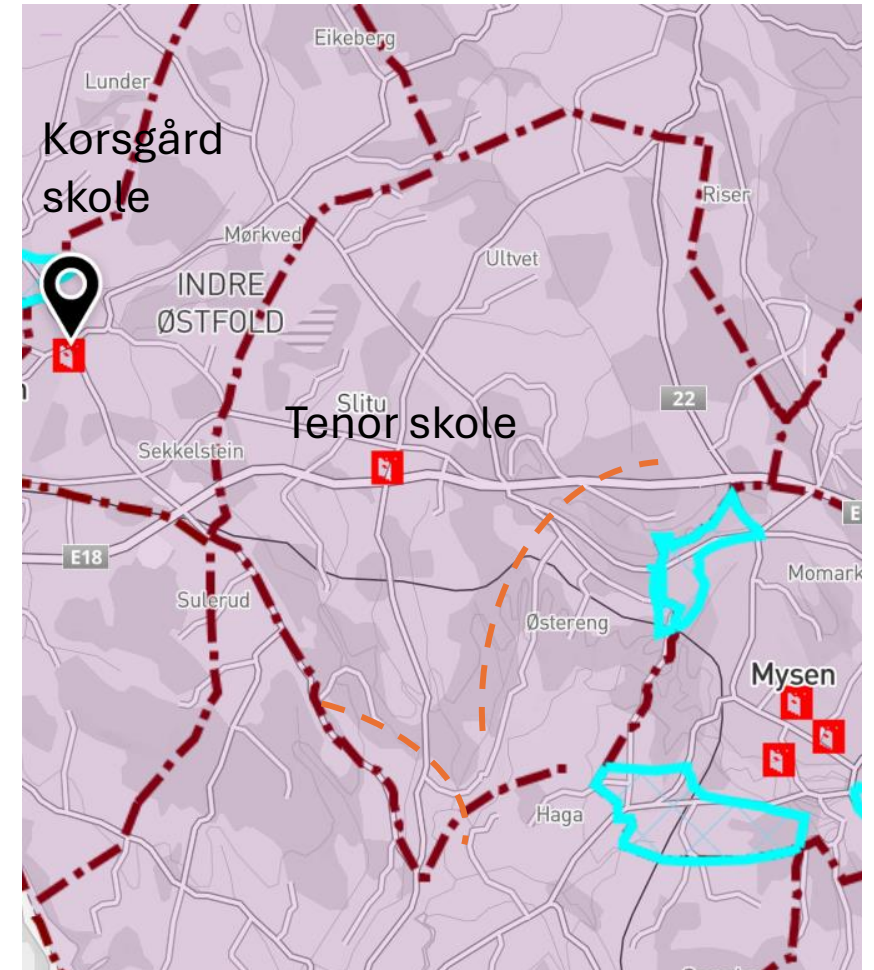 Eikeberg
Lunder
Korsgård
skole
Riser
Mørkved
Ultvet
INDRE
ØSTFOLD
22
Slitu
Tenor skole
Sekkelstein
E18
Momark
Sulerud
Østereng
Mysen
Haga